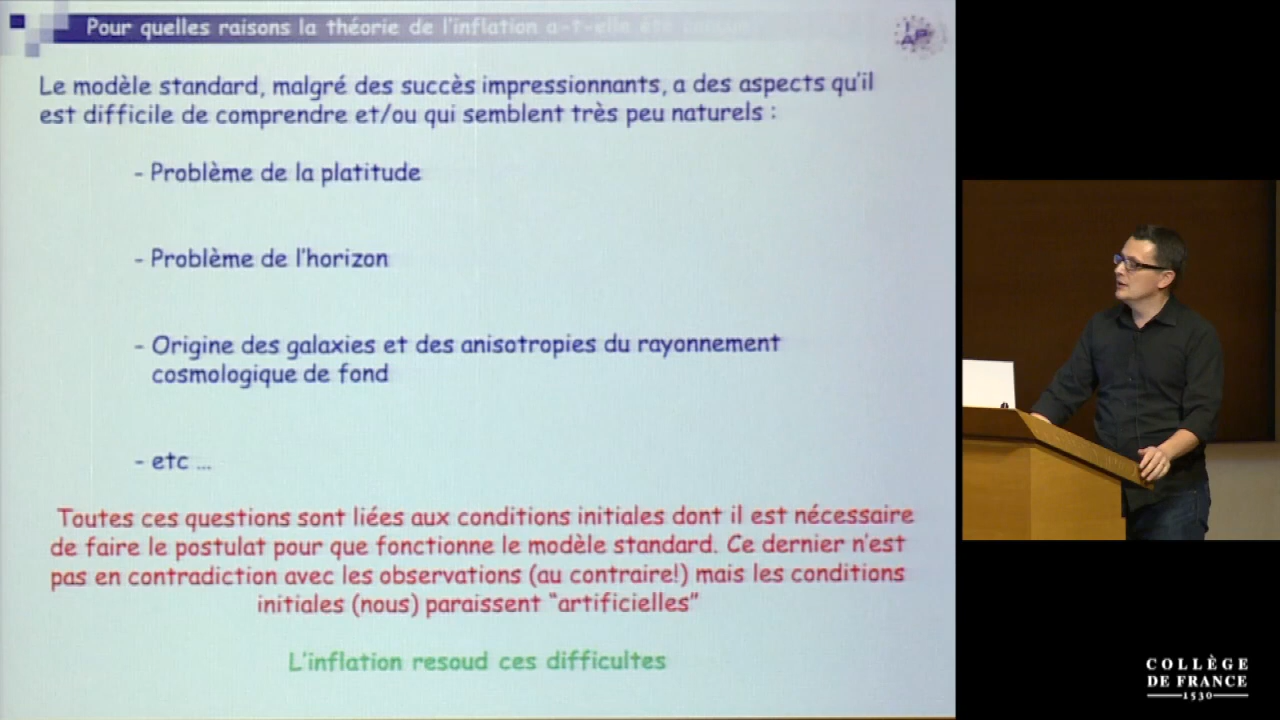 Pour quelles raisons la théorie de l'inflation a-t-elle été
Le modèle standard, malgré des succès impressionnants, a des aspects qu'il
est difficile de comprendre et/ou qui semblent très peu naturels :
- Problème de la platitude
- Problème de l'horizon
- Origine des galaxies et des anisotropies du rayonnement
cosmologique de fond
- etc ...
Toutes ces questions sont liées aux conditions initiales dont il est nécessaire
de faire le postulat pour que fonctionne le modèle standard. Ce dernier n'est
pas en contradiction avec les observations (au contraire!) mais les conditions
initiales (nous) paraissent "artificielles"
L'inflation resoud ces difficultes
COLLÈGE
DE FRANCE
1530